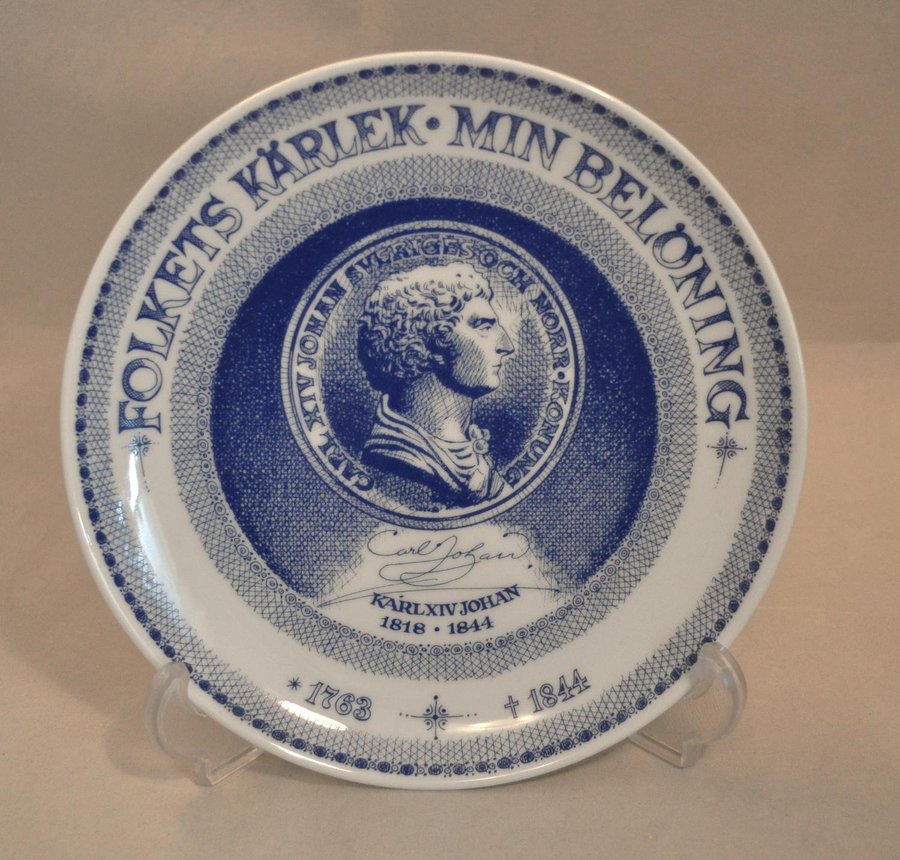 FOLKETS KÄRLEK · MIN BELÖNING
CARL XIV JOHAN SVERIGES OCH NORR · KONUNG
Carl Johan
KARL XIV JOHAN
1818 · 1844
* 1763 † 1844